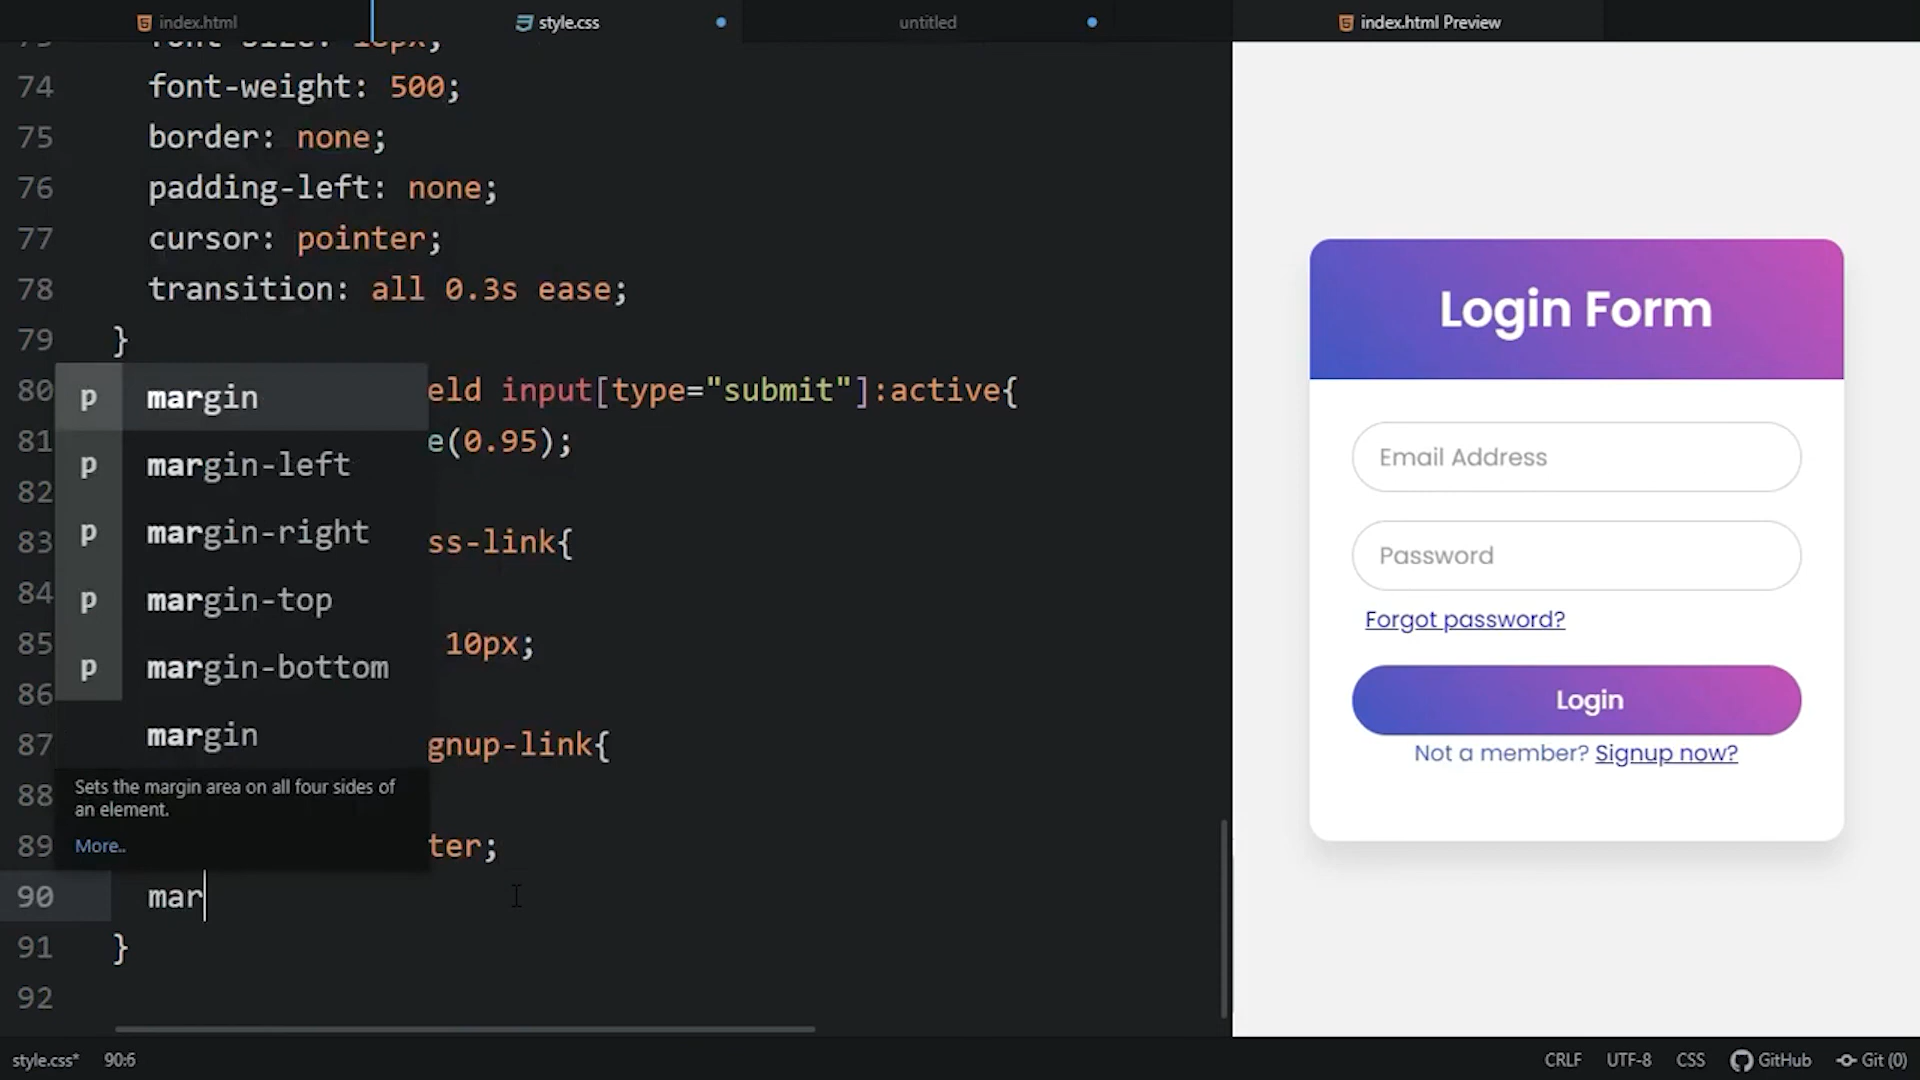 index.html
style.css
untitled
index.html Preview
73 font-size: 18px;
74 font-weight: 500;
75 border: none;
76 padding-left: none;
77 cursor: pointer;
78 transition: all 0.3s ease;
79 }
80 eld input[type="submit"]:active{
81 e(0.95);
82
83 ss-link{
84
85 10px;
86
87 gnup-link{
88
89 ter;
90 mar
91 }
92
p margin
p margin-left
p margin-right
p margin-top
p margin-bottom
margin
Sets the margin area on all four sides of
an element.
More..
Login Form
Email Address
Password
Forgot password?
Login
Not a member? Signup now?
style.css* 90:6
CRLF UTF-8 CSS GitHub Git (0)